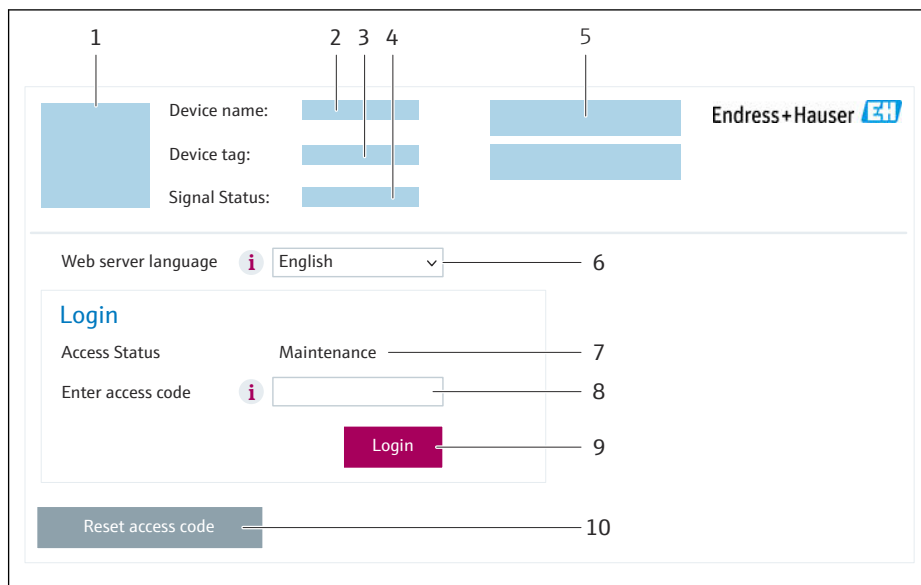 1 2 3 4 5
Device name:
Endress+Hauser EH
Device tag:
Signal Status:
Web server language i English 6
Login
Access Status Maintenance 7
Enter access code i 8
Login 9
Reset access code 10